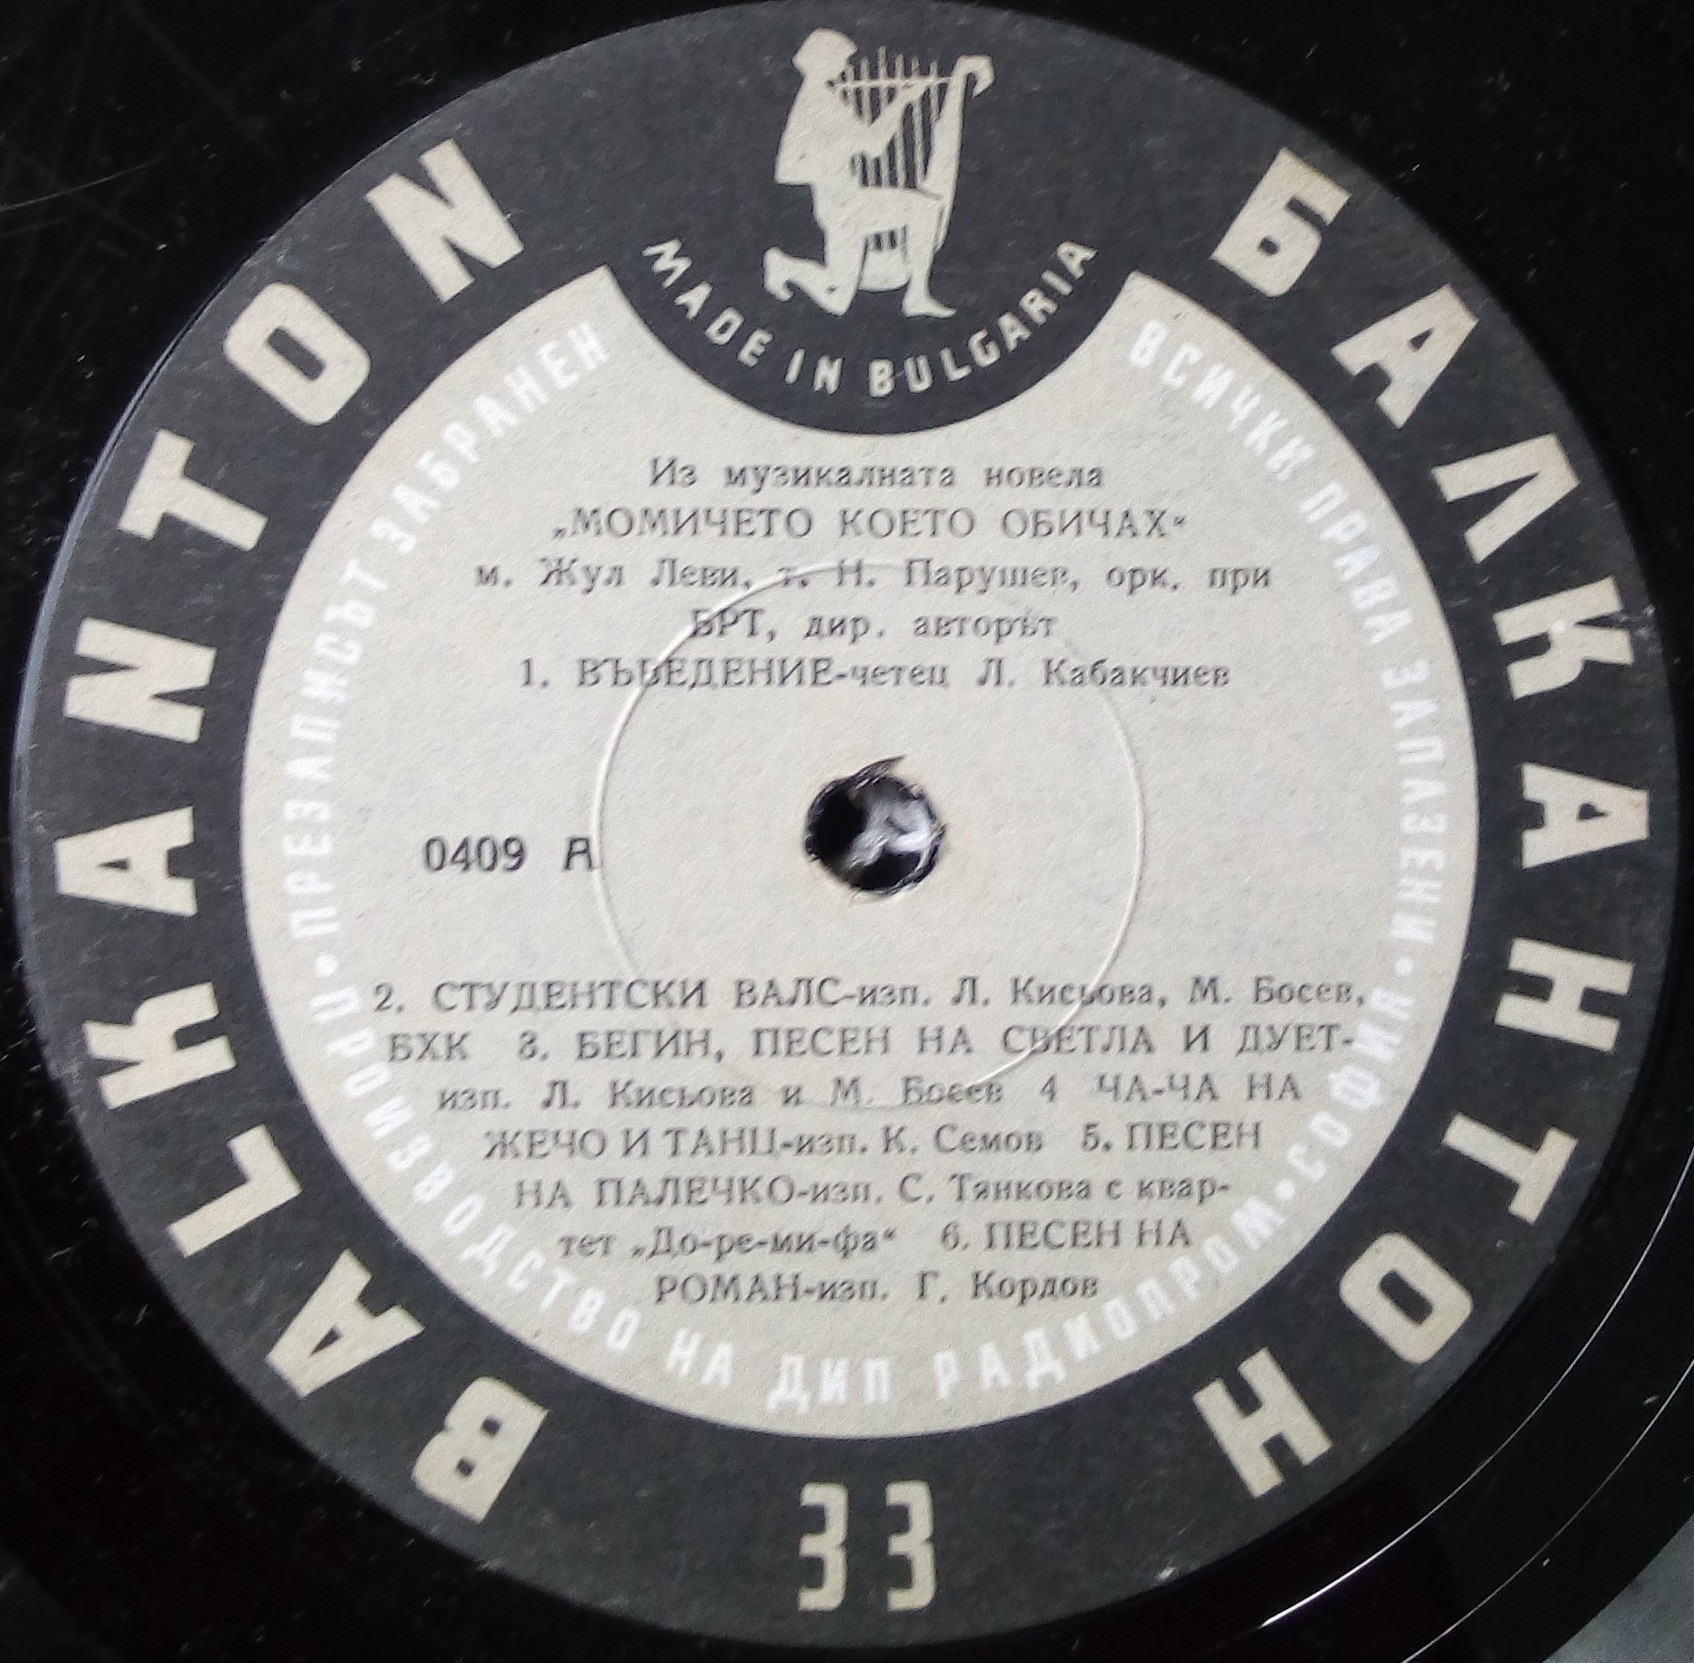 BALKANTON
БАЛКАНТОН
MADE IN BULGARIA
ВСИЧКИ ПРАВА ЗАПАЗЕНИ • ПРЕЗАПИСЪТ ЗАБРАНЕН
Из музикалната новела
„МОМИЧЕТО КОЕТО ОБИЧАХ“
м. Жул Леви, т. Н. Парушев, орк. при
БРТ, дир. авторът
1. ВЪВЕДЕНИЕ-четец Л. Кабакчиев
0409 А
2. СТУДЕНТСКИ ВАЛС-изп. Л. Кисьова, М. Босев,
БХК 3. БЕГИН, ПЕСЕН НА СВЕТЛА И ДУЕТ-
изп. Л. Кисьова и М. Босев 4 ЧА-ЧА НА
ЖЕЧО И ТАНЦ-изп. К. Семов 5. ПЕСЕН
НА ПАЛЕЧКО-изп. С. Тянкова с квар-
тет „До-ре-ми-фа“ 6. ПЕСЕН НА
РОМАН-изп. Г. Кордов
ПРОИЗВОДСТВО НА ДИП РАДИОПРОМ • СОФИЯ
33